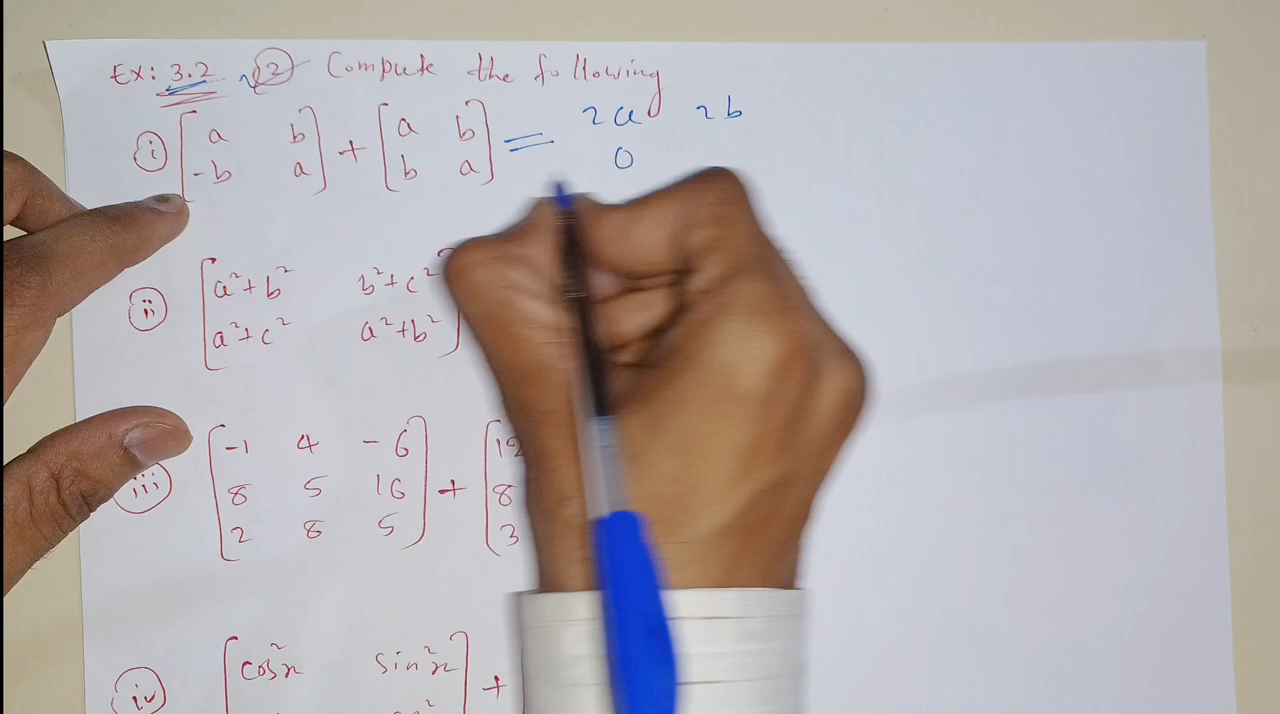 Ex: 3.2 (2) Compute the following
(i) [a b] + [a b] = 2a 2b
[-b a] [b a] 0
(ii) [a²+b² b²+c²
[a²+c² a²+b²]
(iii) [-1 4 -6] + [12
[8 5 16] [8
[2 8 5] [3
(iv) [cos²x sin²x] +